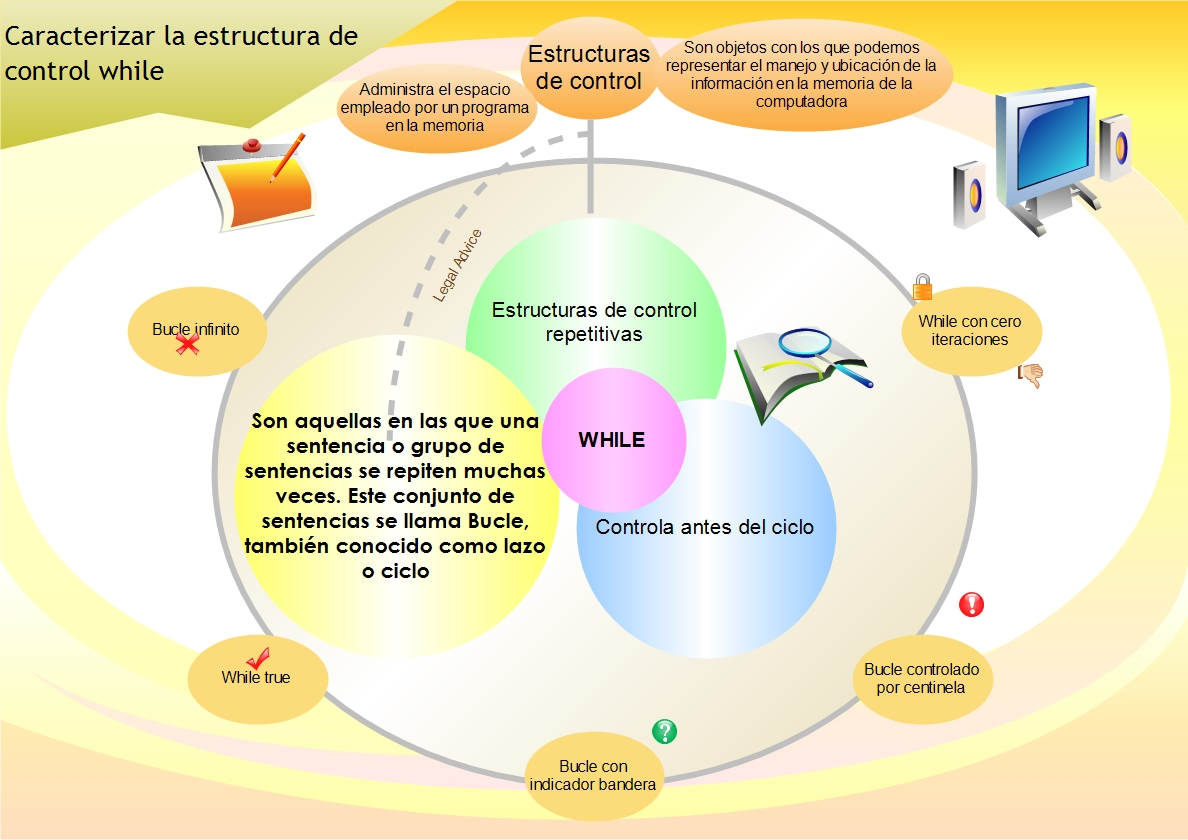 Caracterizar la estructura de
control while
Estructuras
de control
Administra el espacio
empleado por un programa
en la memoria
Son objetos con los que podemos
representar el manejo y ubicación de la
información en la memoria de la
computadora
Legal Advice
Estructuras de control
repetitivas
Bucle infinito
While con cero
iteraciones
Son aquellas en las que una
sentencia o grupo de
sentencias se repiten muchas
veces. Este conjunto de
sentencias se llama Bucle,
también conocido como lazo
o ciclo
WHILE
Controla antes del ciclo
While true
Bucle controlado
por centinela
Bucle con
indicador bandera